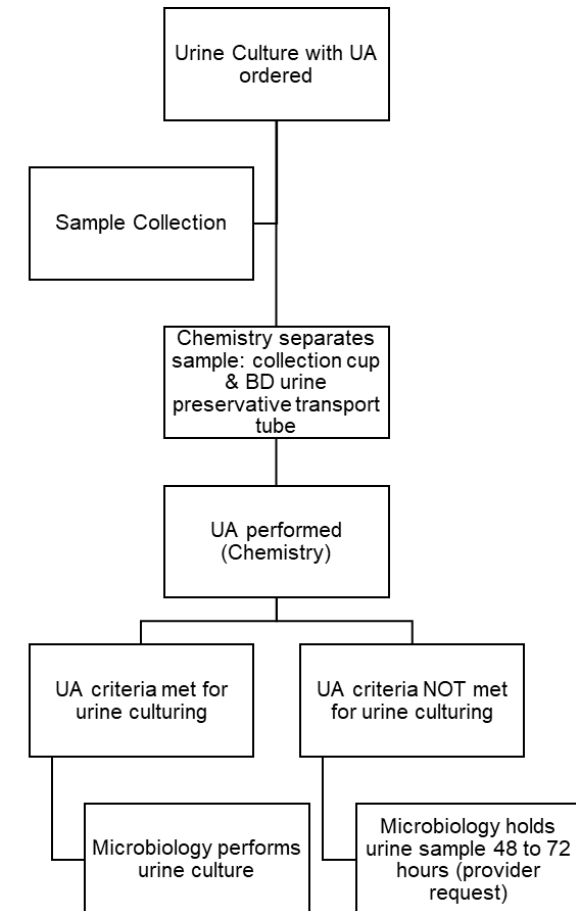 Urine Culture with UA
ordered
Sample Collection
Chemistry separates
sample: collection cup
& BD urine
preservative transport
tube
UA performed
(Chemistry)
UA criteria met for
urine culturing
UA criteria NOT met
for urine culturing
Microbiology performs
urine culture
Microbiology holds
urine sample 48 to 72
hours (provider
request)